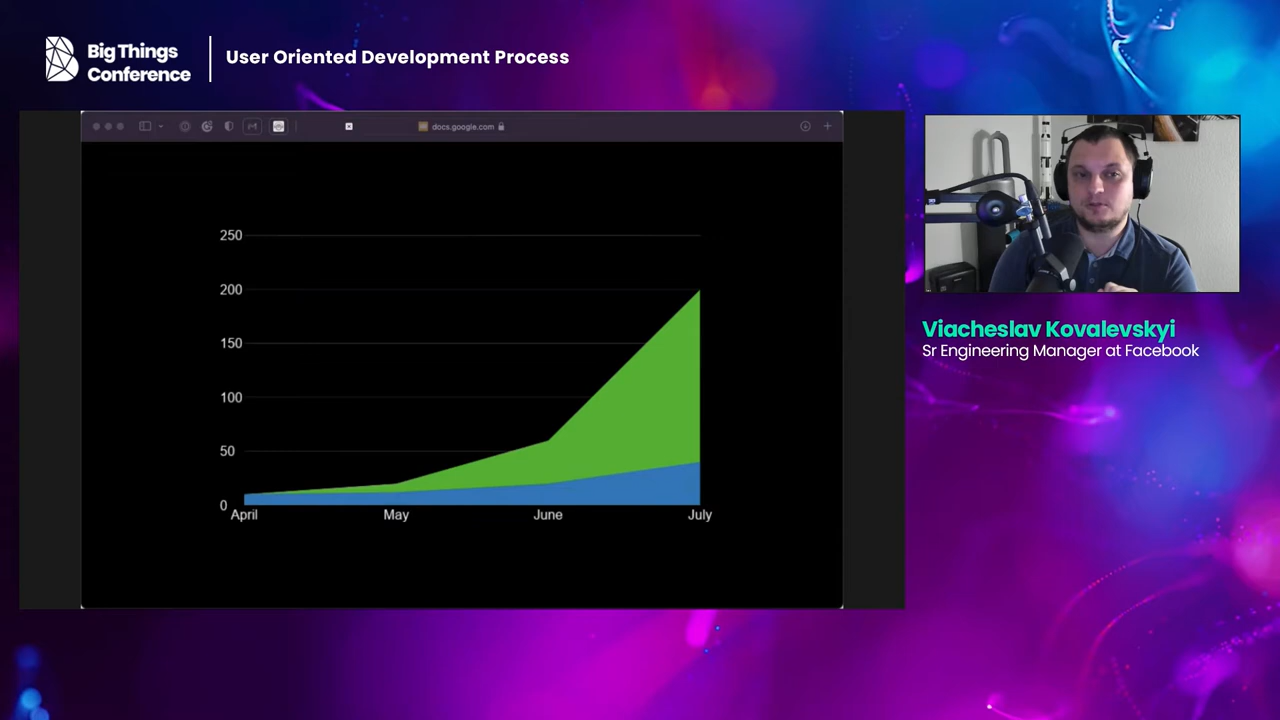 Big Things
Conference
User Oriented Development Process
docs.google.com
250
200
150
100
50
0
April May June July
Viacheslav Kovalevskyi
Sr Engineering Manager at Facebook